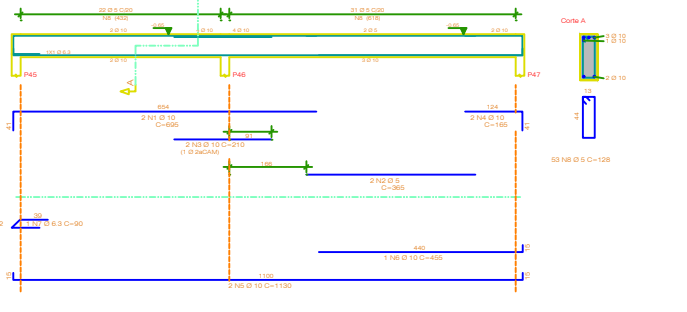 22 Ø 5 C/20
31 Ø 5 C/20
N8 (432)
N8 (618)
Corte A
2 Ø 10
2 Ø 10
4 Ø 10
2 Ø 5
2 Ø 10
3 Ø 10
1 Ø 10
1X1 Ø 6.3
2 Ø 10
3 Ø 10
2 Ø 10
P45
P46
P47
A
13
44
53 N8 Ø 5 C=128
654
124
41
2 N1 Ø 10
C=695
2 N4 Ø 10
C=165
41
91
2 N3 Ø 10 C=210
(1 Ø 2aCAM)
166
2 N2 Ø 5
C=365
39
1 N7 Ø 6.3 C=90
440
15
1 N6 Ø 10 C=455
1100
15
15
2 N5 Ø 10 C=1130